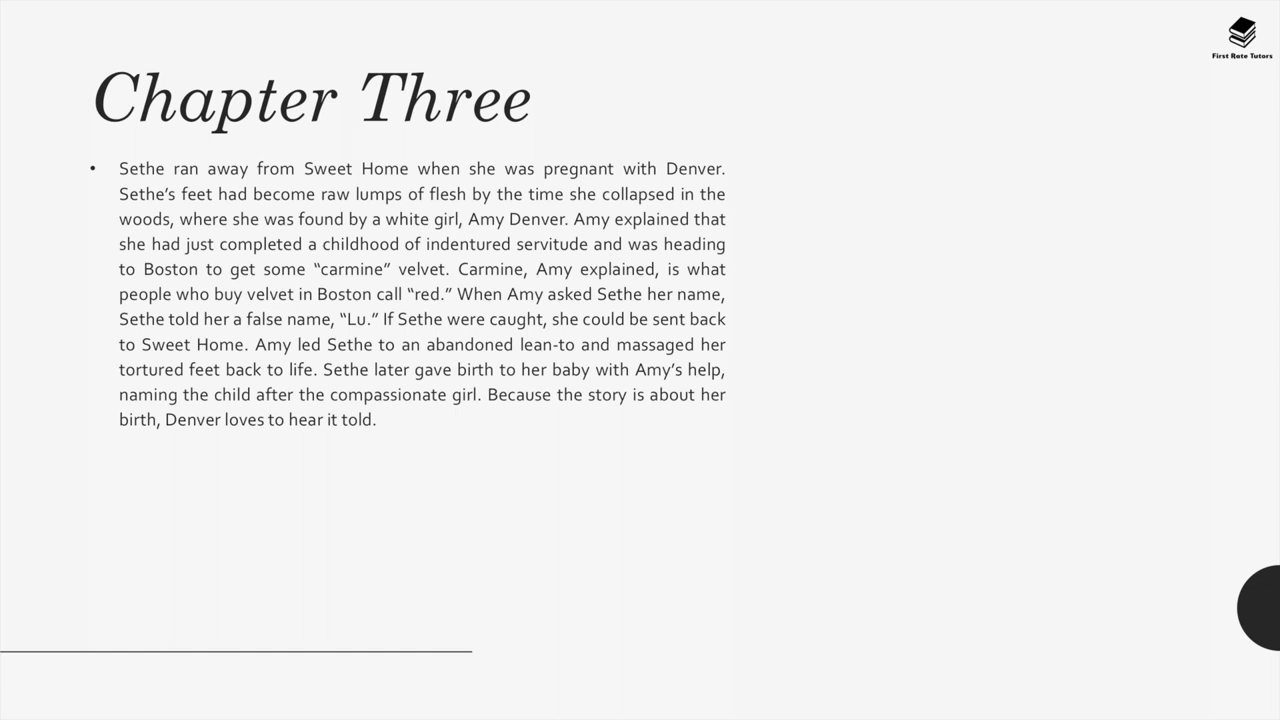 First Rate Tutors
Chapter Three
• Sethe ran away from Sweet Home when she was pregnant with Denver.
Sethe’s feet had become raw lumps of flesh by the time she collapsed in the
woods, where she was found by a white girl, Amy Denver. Amy explained that
she had just completed a childhood of indentured servitude and was heading
to Boston to get some “carmine” velvet. Carmine, Amy explained, is what
people who buy velvet in Boston call “red.” When Amy asked Sethe her name,
Sethe told her a false name, “Lu.” If Sethe were caught, she could be sent back
to Sweet Home. Amy led Sethe to an abandoned lean-to and massaged her
tortured feet back to life. Sethe later gave birth to her baby with Amy’s help,
naming the child after the compassionate girl. Because the story is about her
birth, Denver loves to hear it told.